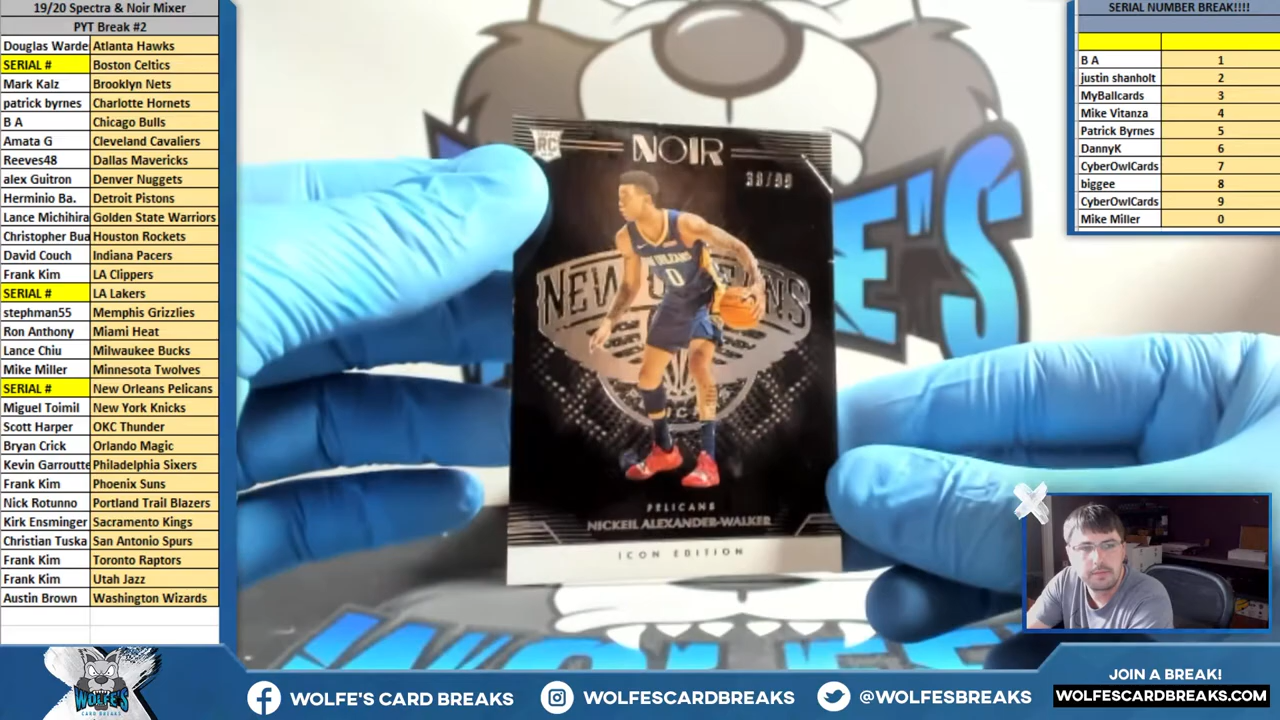 19/20 Spectra & Noir Mixer
PYT Break #2
Douglas Warde Atlanta Hawks
SERIAL # Boston Celtics
Mark Kalz Brooklyn Nets
patrick byrnes Charlotte Hornets
B A Chicago Bulls
Amata G Cleveland Cavaliers
Reeves48 Dallas Mavericks
alex Guitron Denver Nuggets
Herminio Ba. Detroit Pistons
Lance Michihira Golden State Warriors
Christopher Bua Houston Rockets
David Couch Indiana Pacers
Frank Kim LA Clippers
SERIAL # LA Lakers
stephman55 Memphis Grizzlies
Ron Anthony Miami Heat
Lance Chiu Milwaukee Bucks
Mike Miller Minnesota Twolves
SERIAL # New Orleans Pelicans
Miguel Toimil New York Knicks
Scott Harper OKC Thunder
Bryan Crick Orlando Magic
Kevin Garroutte Philadelphia Sixers
Frank Kim Phoenix Suns
Nick Rotunno Portland Trail Blazers
Kirk Ensminger Sacramento Kings
Christian Tuska San Antonio Spurs
Frank Kim Toronto Raptors
Frank Kim Utah Jazz
Austin Brown Washington Wizards
RC
NOIR
/99
NEW ORLEANS
NEW ORLEANS
0
PELICANS
NICKEIL ALEXANDER-WALKER
ICON EDITION
E'S
SERIAL NUMBER BREAK!!!!
B A 1
justin shanholt 2
MyBallcards 3
Mike Vitanza 4
Patrick Byrnes 5
DannyK 6
CyberOwlCards 7
biggee 8
CyberOwlCards 9
Mike Miller 0
WOLFE'S
CARD BREAKS
WOLFE'S CARD BREAKS
WOLFESCARDBREAKS
@WOLFESBREAKS
JOIN A BREAK!
WOLFESCARDBREAKS.COM